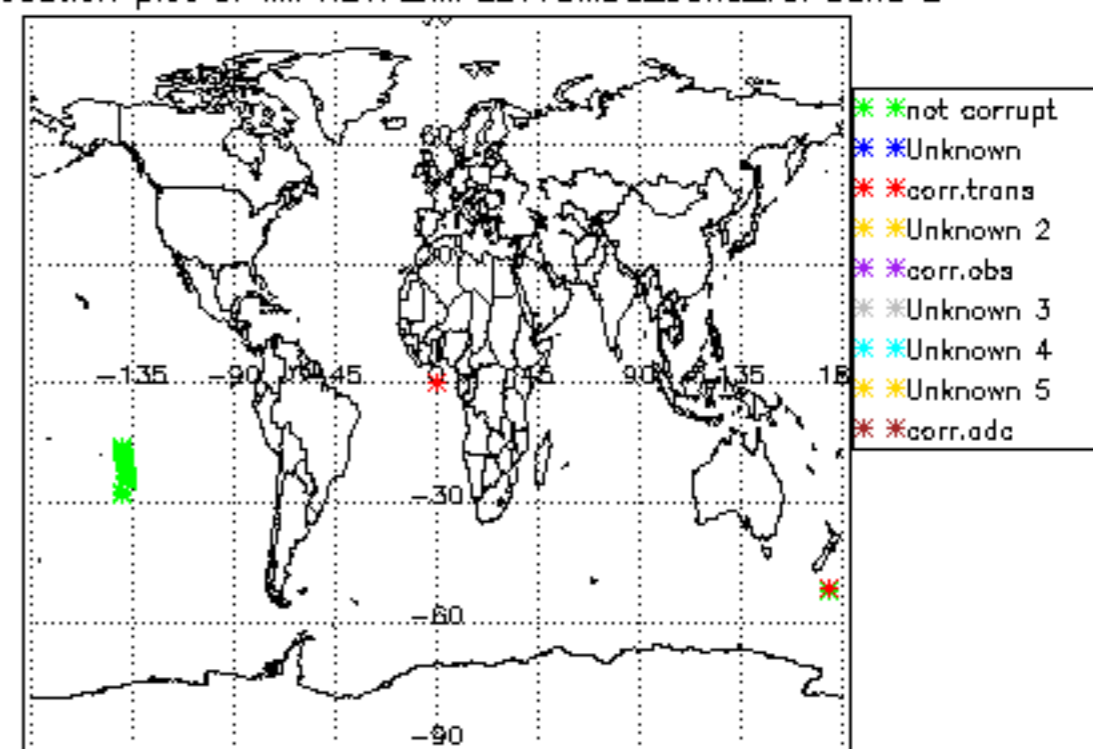 not corrupt
Unknown
corr.trans
Unknown 2
corr.obs
Unknown 3
Unknown 4
Unknown 5
corr.adc
60
-135 -90 -45 45 90 135
-30
-60
-90